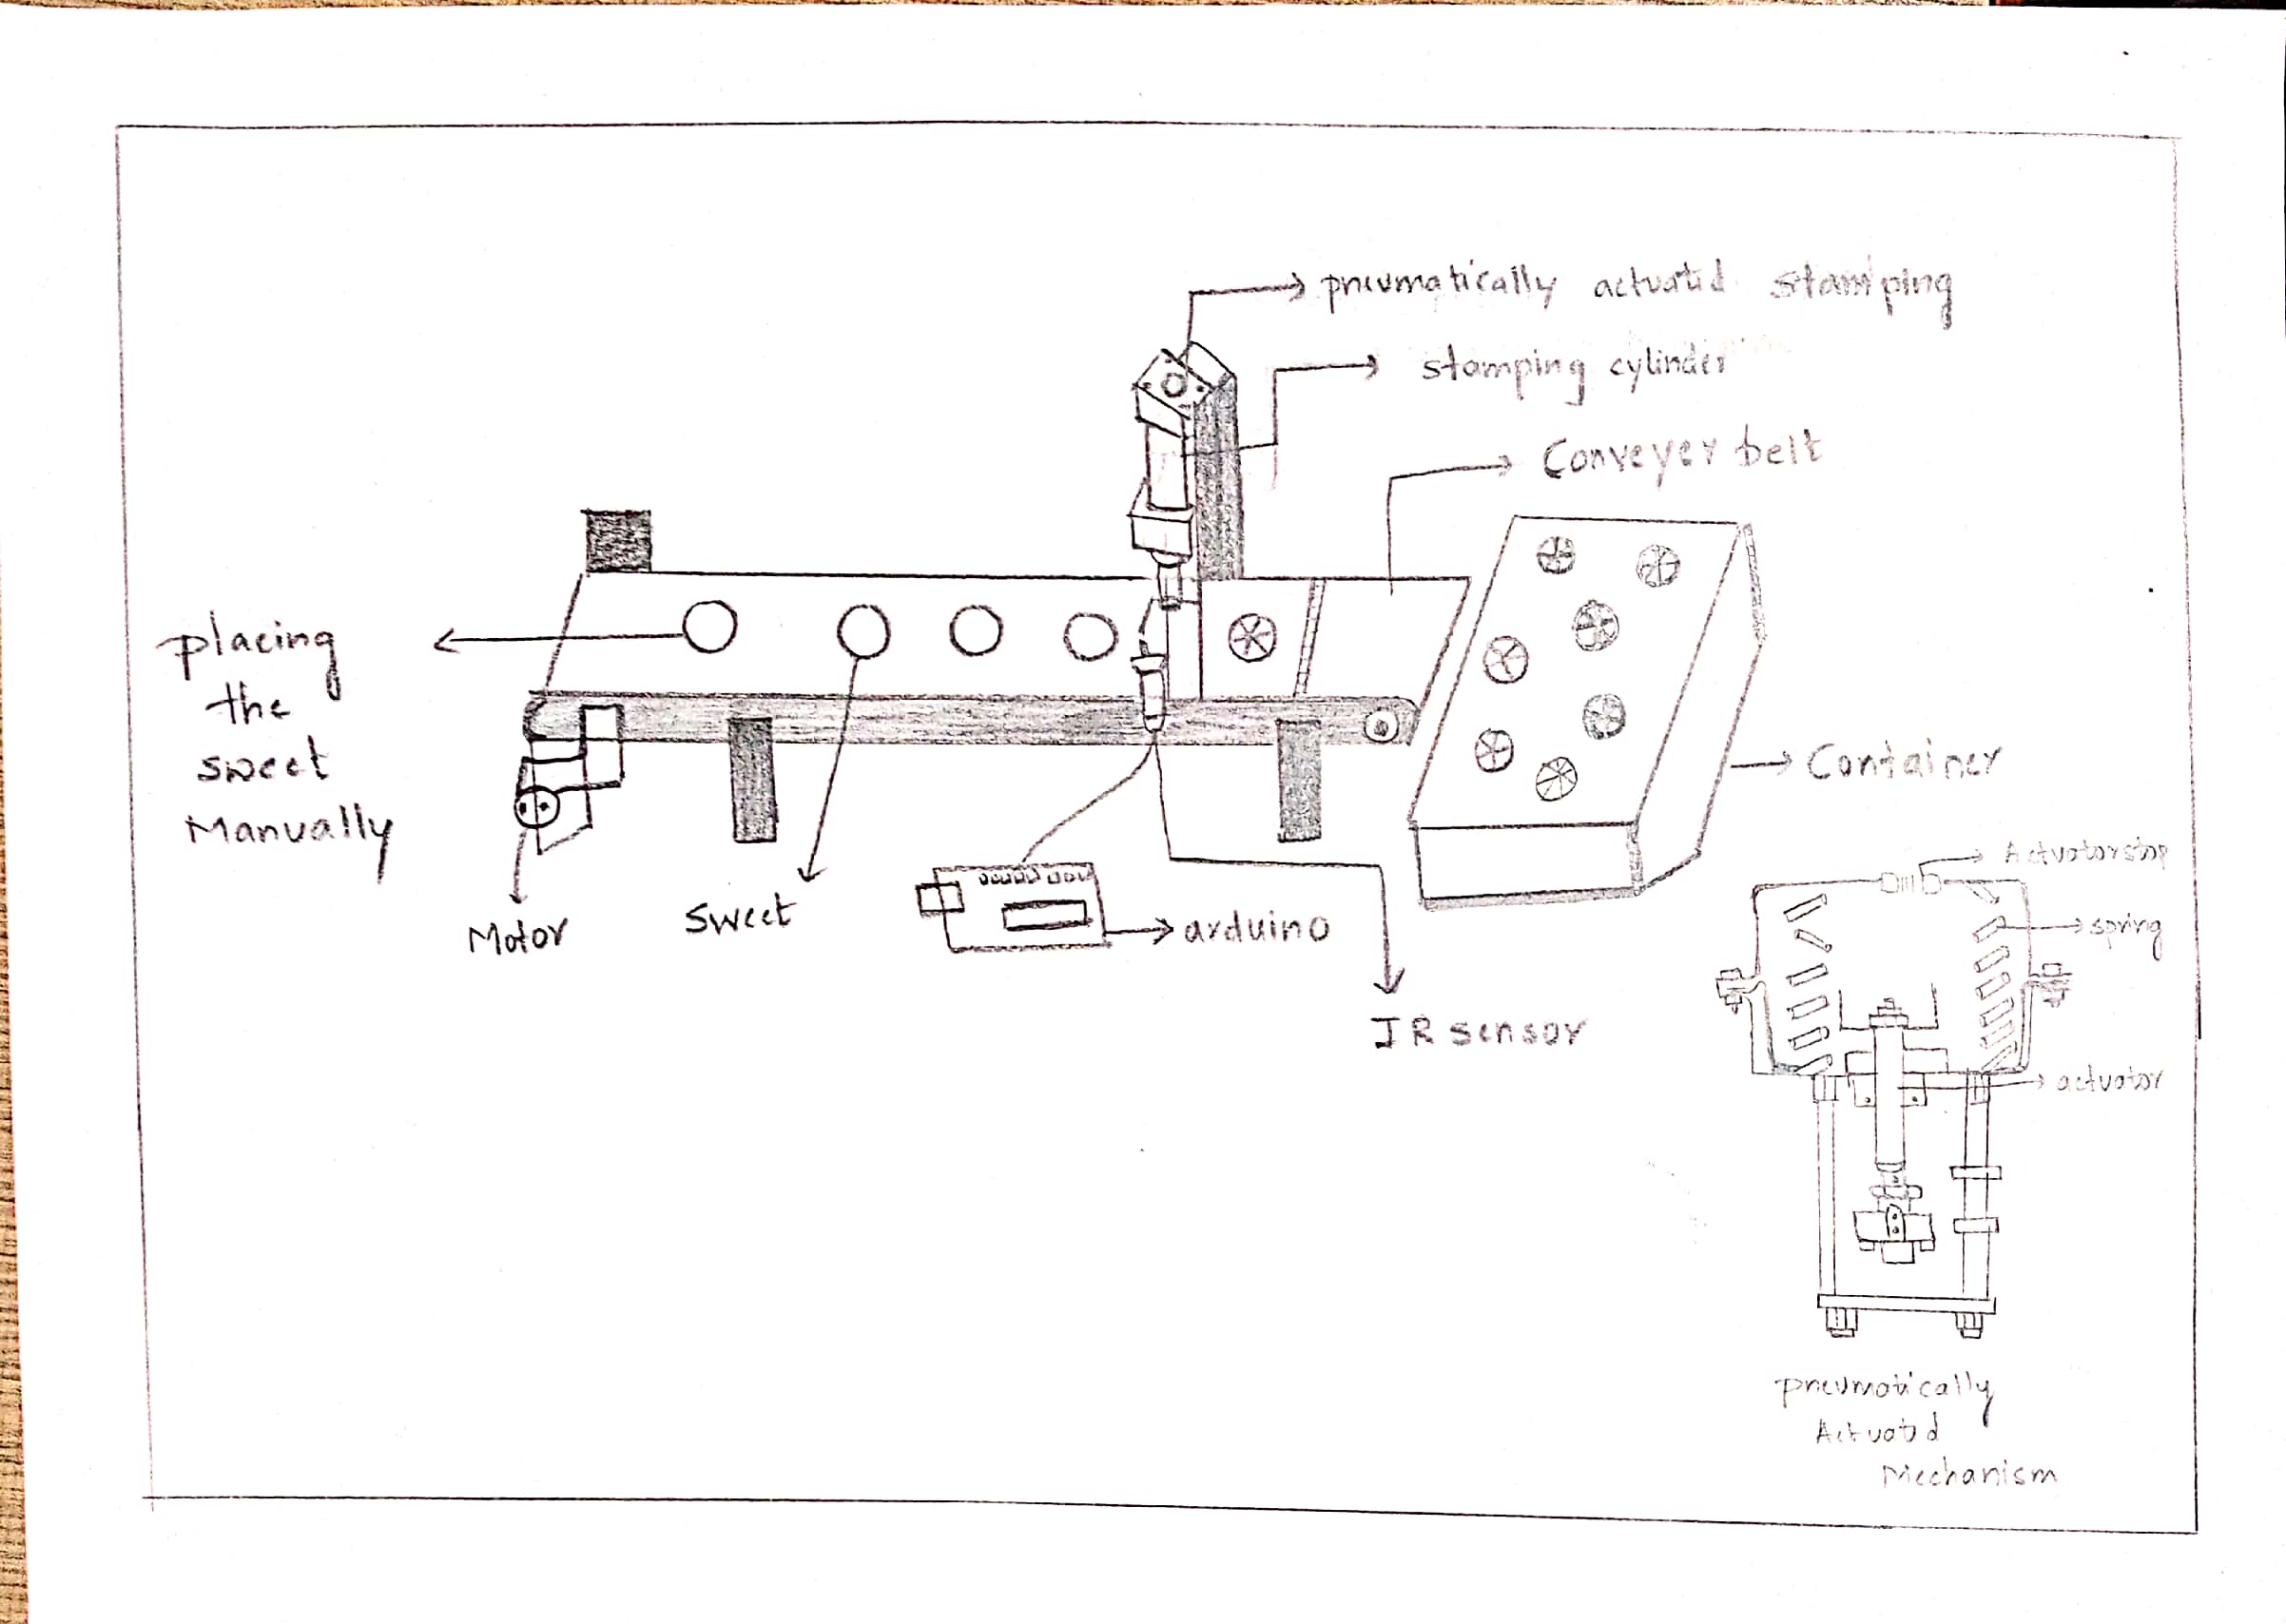 pneumatically actuated stamping
stamping cylinder
Conveyer belt
placing
the
sweet
Manually
Container
Actuator stop
spring
Motor
sweet
arduino
IR sensor
actuator
pneumatically
Actuated
Mechanism